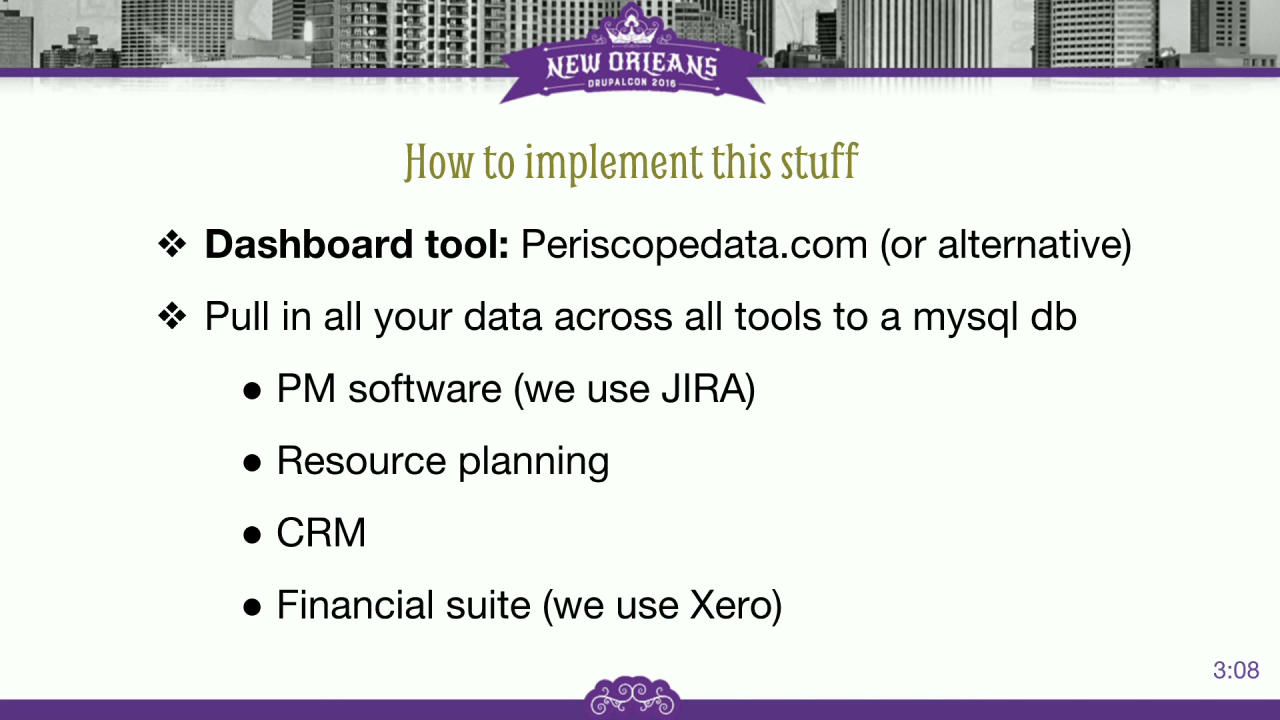 NEW ORLEANS
DRUPALCON 2016
How to implement this stuff
❖ Dashboard tool: Periscopedata.com (or alternative)
❖ Pull in all your data across all tools to a mysql db
● PM software (we use JIRA)
● Resource planning
● CRM
● Financial suite (we use Xero)
3:08